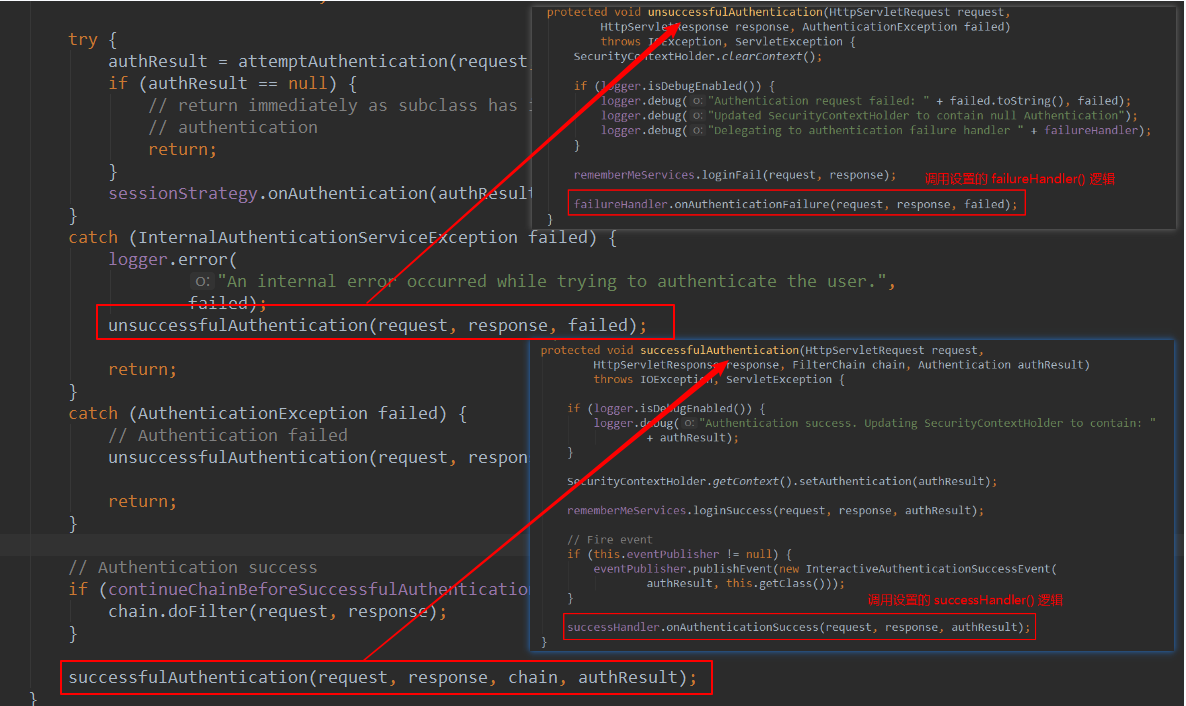 try {
authResult = attemptAuthentication(request,
if (authResult == null) {
// return immediately as subclass has
// authentication
return;
}
sessionStrategy.onAuthentication(authResult
}
catch (InternalAuthenticationServiceException failed) {
logger.error(
o: "An internal error occurred while trying to authenticate the user.",
failed);
unsuccessfulAuthentication(request, response, failed);
return;
}
catch (AuthenticationException failed) {
// Authentication failed
unsuccessfulAuthentication(request, respon
return;
}
// Authentication success
if (continueChainBeforeSuccessfulAuthentication
chain.doFilter(request, response);
}
successfulAuthentication(request, response, chain, authResult);
}
protected void unsuccessfulAuthentication(HttpServletRequest request,
HttpServletResponse response, AuthenticationException failed)
throws IOException, ServletException {
SecurityContextHolder.clearContext();
if (logger.isDebugEnabled()) {
logger.debug( o: "Authentication request failed: " + failed.toString(), failed);
logger.debug( o: "Updated SecurityContextHolder to contain null Authentication");
logger.debug( o: "Delegating to authentication failure handler " + failureHandler);
}
rememberMeServices.loginFail(request, response);
调用设置的 failureHandler() 逻辑
failureHandler.onAuthenticationFailure(request, response, failed);
}
protected void successfulAuthentication(HttpServletRequest request,
HttpServletResponse response, FilterChain chain, Authentication authResult)
throws IOException, ServletException {
if (logger.isDebugEnabled()) {
logger.debug( o: "Authentication success. Updating SecurityContextHolder to contain: "
+ authResult);
}
SecurityContextHolder.getContext().setAuthentication(authResult);
rememberMeServices.loginSuccess(request, response, authResult);
// Fire event
if (this.eventPublisher != null) {
eventPublisher.publishEvent(new InteractiveAuthenticationSuccessEvent(
authResult, this.getClass()));
}
调用设置的 successHandler() 逻辑
successHandler.onAuthenticationSuccess(request, response, authResult);
}